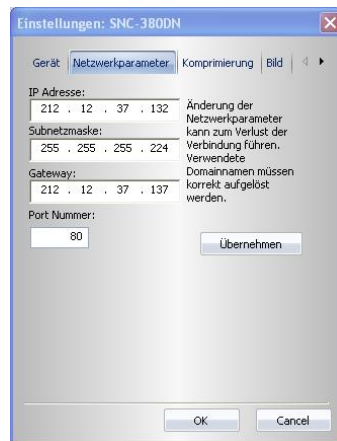 Einstellungen: SNC-380DN
Gerät Netzwerkparameter Komprimierung Bild
IP Adresse:
212 . 12 . 37 . 132
Subnetzmaske:
255 . 255 . 255 . 224
Gateway:
212 . 12 . 37 . 137
Port Nummer:
80
Änderung der
Netzwerkparameter
kann zum Verlust der
Verbindung führen.
Verwendete
Domainnamen müssen
korrekt aufgelöst
werden.
Übernehmen
OK Cancel